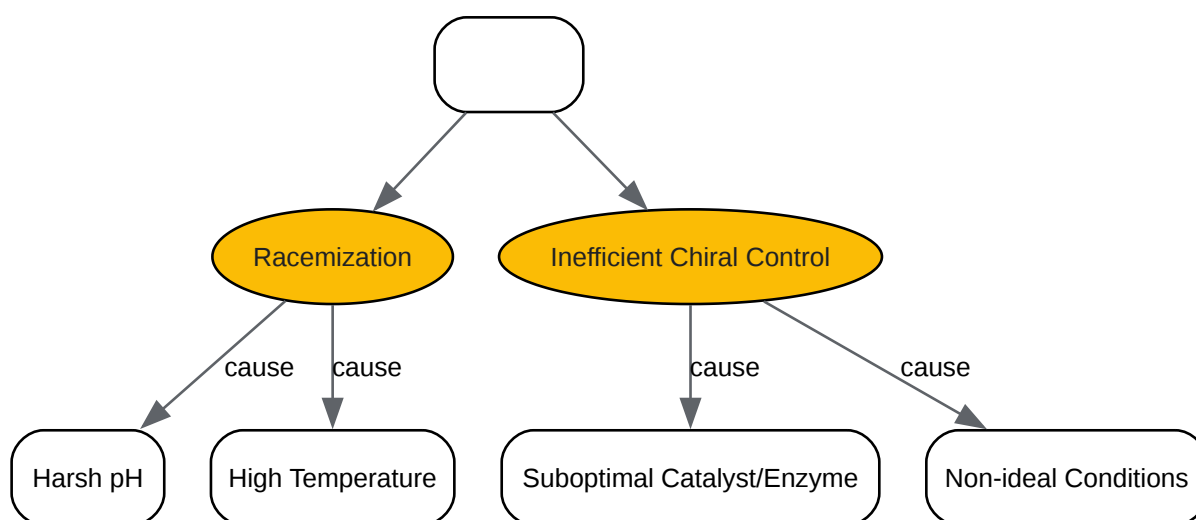 Racemization
Inefficient Chiral Control
cause
cause
cause
cause
Harsh pH
High Temperature
Suboptimal Catalyst/Enzyme
Non-ideal Conditions